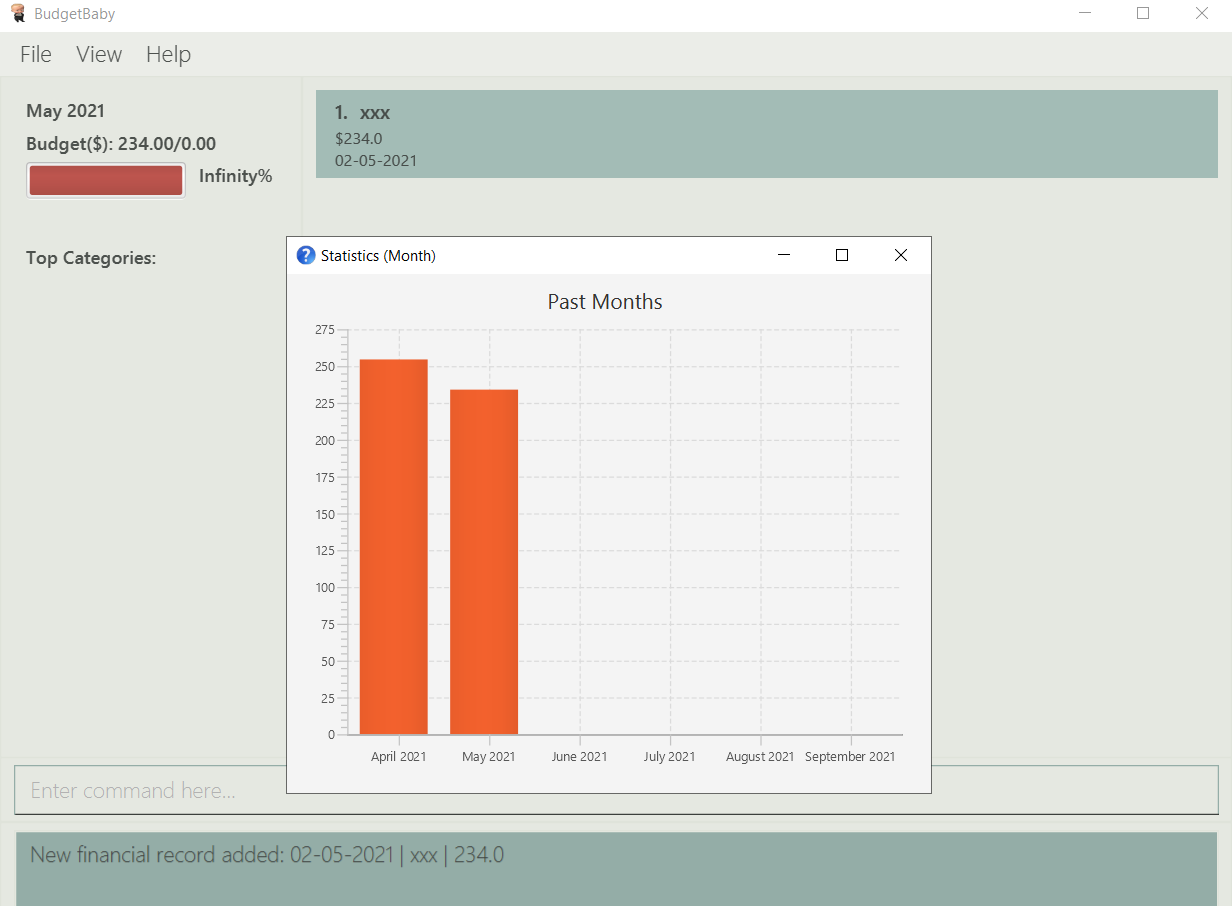 BudgetBaby
File View Help
May 2021
Budget($): 234.00/0.00
Infinity%
Top Categories:
1. xxx
$234.0
02-05-2021
Statistics (Month)
Past Months
275
250
225
200
175
150
125
100
75
50
25
0
April 2021 May 2021 June 2021 July 2021 August 2021 September 2021
Enter command here...
New financial record added: 02-05-2021 | xxx | 234.0